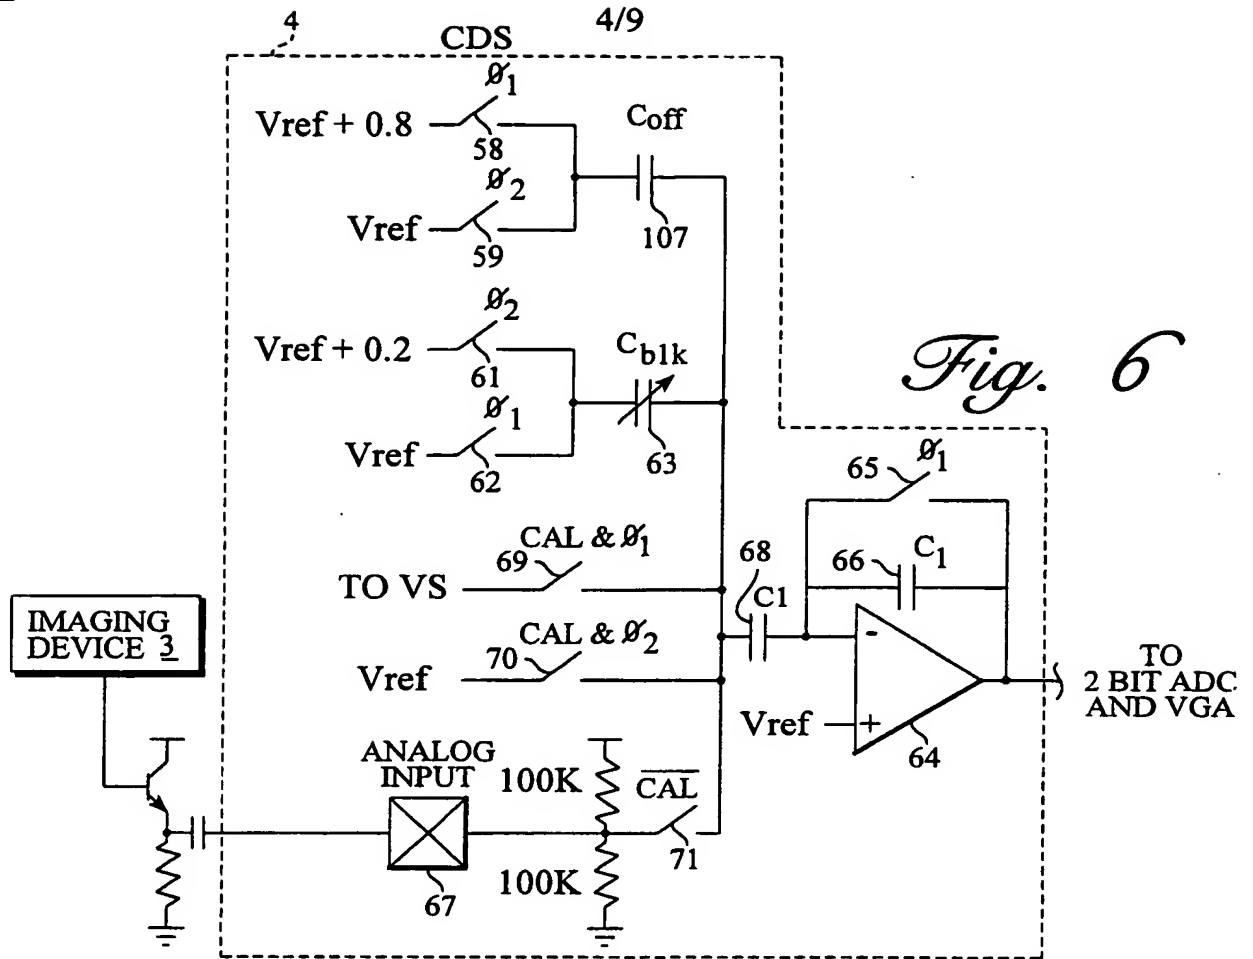 4
CDS
4/9
Ø1
Vref + 0.8
58
Coff
Ø2
Vref
59
107
Ø2
Vref + 0.2
61
Cb1k
Ø1
Vref
62
63
Fig. 6
65
Ø1
CAL & Ø1
69
TO VS
68
C1
66
C1
IMAGING
DEVICE 3
CAL & Ø2
70
Vref
-
Vref
+
64
TO
2 BIT ADC
AND VGA
ANALOG
INPUT
100K
CAL
71
67
100K